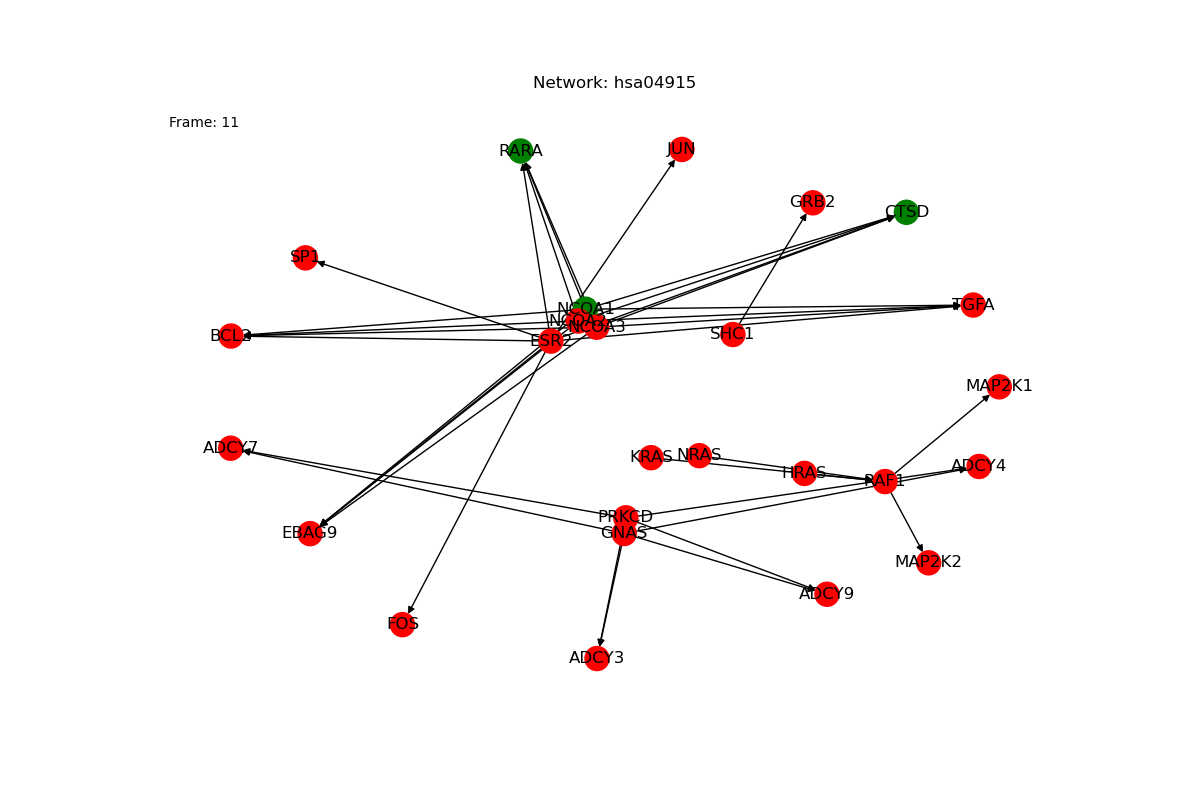 Network: hsa04915
Frame: 11
RARA
JUN
GRB2
CTSD
SP1
NCOA1
TGFA
NCOA2
NCOA3
BCL2
ESR2
SHC1
MAP2K1
ADCY7
KRAS
NRAS
HRAS
ADCY4
RAF1
PRKCD
EBAG9
GNAS
MAP2K2
ADCY9
FOS
ADCY3